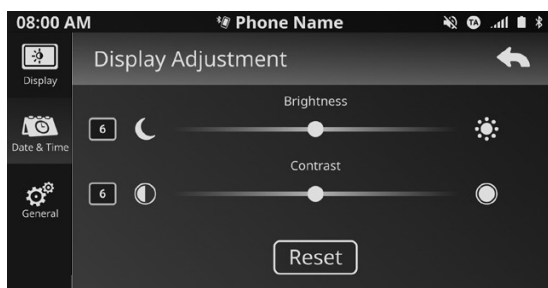 08:00 AM Phone Name TA
Display
Display Adjustment
Date & Time
General
Brightness
6
Contrast
6
Reset